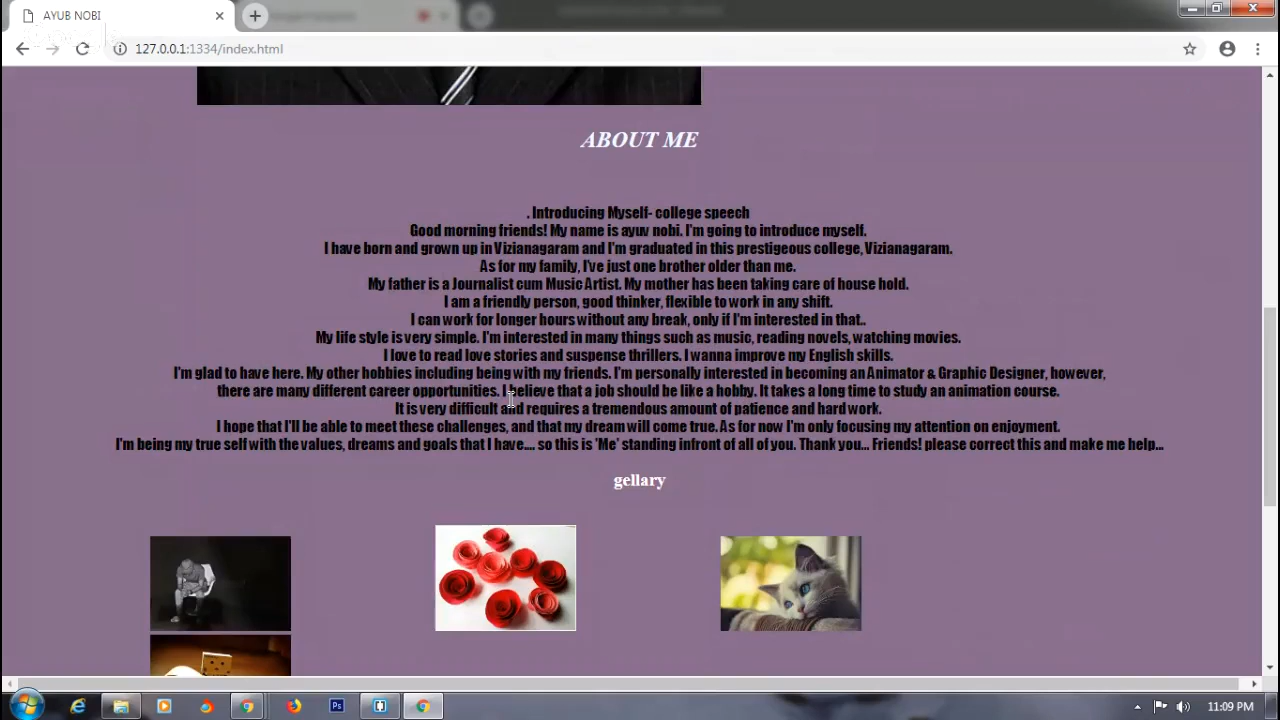 AYUB NOBI
127.0.0.1:1334/index.html
ABOUT ME
. Introducing Myself- college speech
Good morning friends! My name is ayuv nobi. I'm going to introduce myself.
I have born and grown up in Vizianagaram and I'm graduated in this prestigeous college, Vizianagaram.
As for my family, I've just one brother older than me.
My father is a Journalist cum Music Artist. My mother has been taking care of house hold.
I am a friendly person, good thinker, flexible to work in any shift.
I can work for longer hours without any break, only if I'm interested in that..
My life style is very simple. I'm interested in many things such as music, reading novels, watching movies.
I love to read love stories and suspense thrillers. I wanna improve my English skills.
I'm glad to have here. My other hobbies including being with my friends. I'm personally interested in becoming an Animator & Graphic Designer, however,
there are many different career opportunities. I believe that a job should be like a hobby. It takes a long time to study an animation course.
It is very difficult and requires a tremendous amount of patience and hard work.
I hope that I'll be able to meet these challenges, and that my dream will come true. As for now I'm only focusing my attention on enjoyment.
I'm being my true self with the values, dreams and goals that I have.... so this is 'Me' standing infront of all of you. Thank you... Friends! please correct this and make me help...
gellary
Ps
11:09 PM